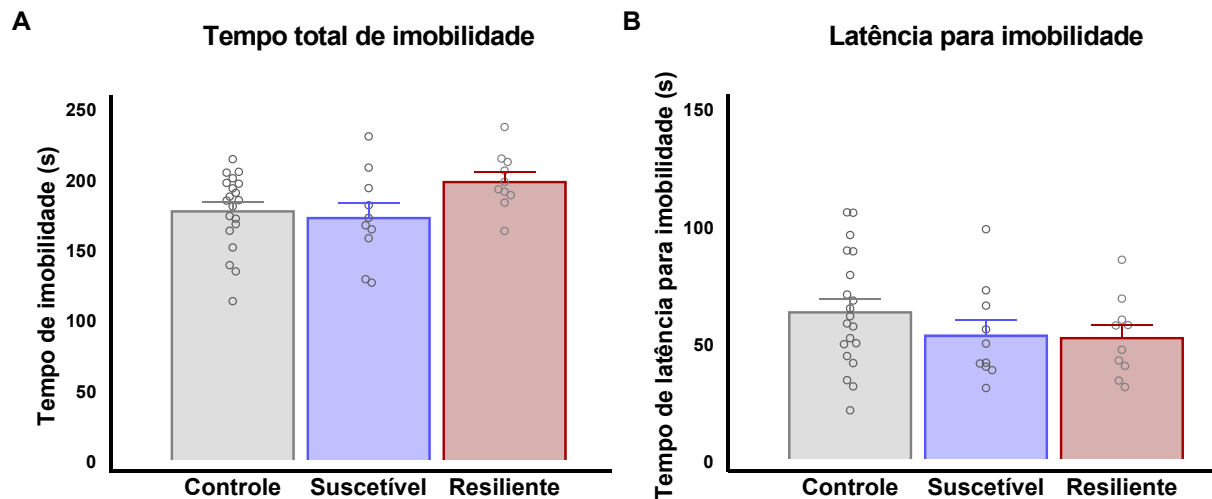 A
Tempo total de imobilidade
Tempo de imobilidade (s)
250
200
150
100
50
0
Controle Suscetível Resiliente
B
Latência para imobilidade
Tempo de latência para imobilidade (s)
150
100
50
0
Controle Suscetível Resiliente